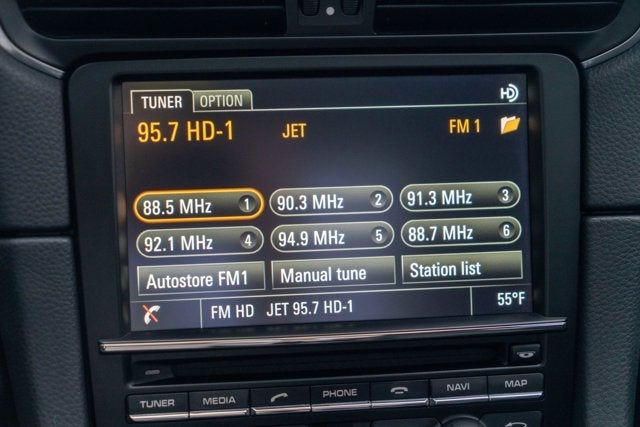 TUNER OPTION HD
95.7 HD-1 JET FM 1
88.5 MHz 1 90.3 MHz 2 91.3 MHz 3
92.1 MHz 4 94.9 MHz 5 88.7 MHz 6
Autostore FM1 Manual tune Station list
FM HD JET 95.7 HD-1 55°F
TUNER MEDIA PHONE NAVI MAP